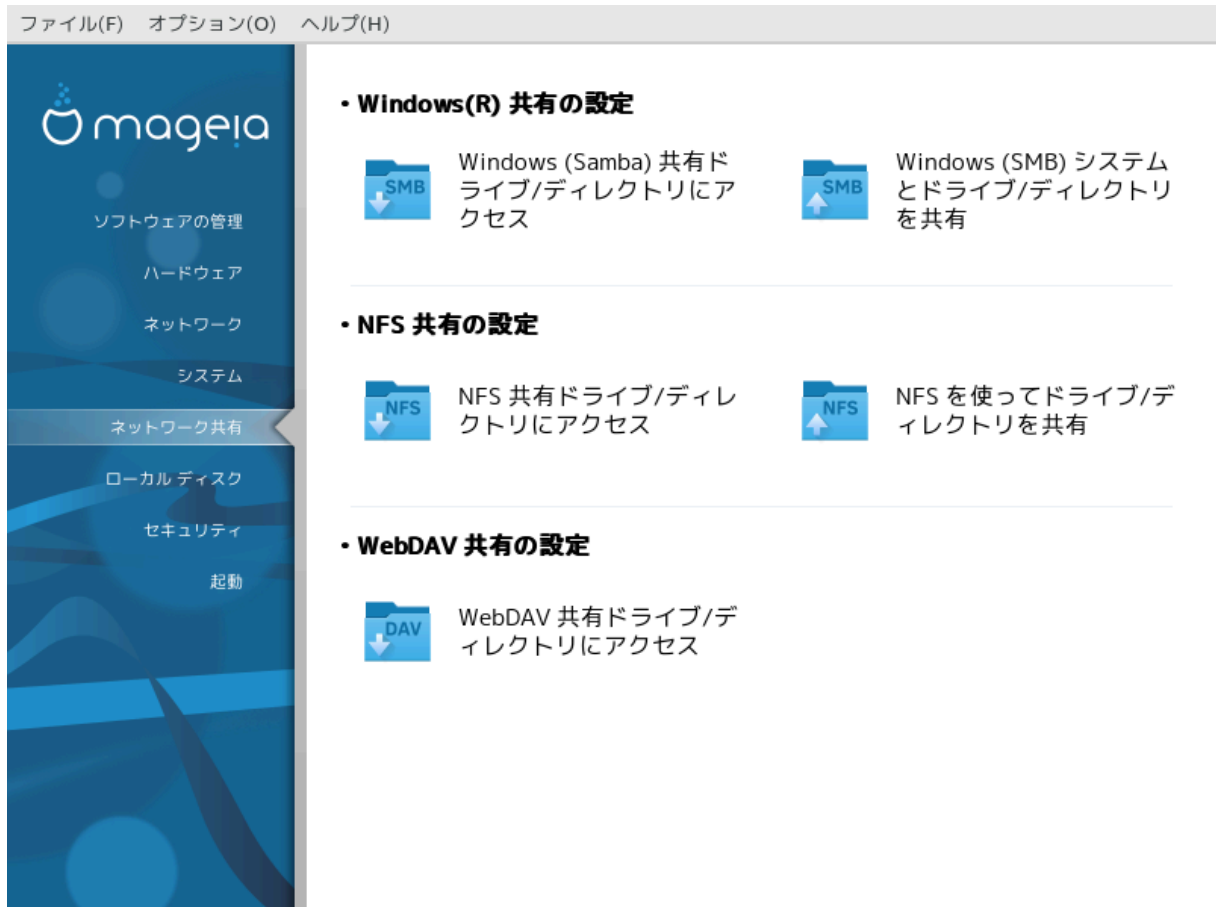 ファイル(F) オプション(O) ヘルプ(H)
mageia
ソフトウェアの管理
ハードウェア
ネットワーク
システム
ネットワーク共有
ローカル ディスク
セキュリティ
起動
・Windows(R) 共有の設定
SMB
Windows (Samba) 共有ド
ライブ/ディレクトリにア
クセス
SMB
Windows (SMB) システム
とドライブ/ディレクトリ
を共有
・NFS 共有の設定
NFS
NFS 共有ドライブ/ディレ
クトリにアクセス
NFS
NFS を使ってドライブ/デ
ィレクトリを共有
・WebDAV 共有の設定
DAV
WebDAV 共有ドライブ/デ
ィレクトリにアクセス